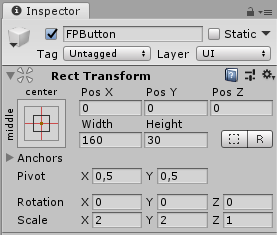 Inspector
FPButton Static
Tag Untagged Layer UI
Rect Transform
center Pos X Pos Y Pos Z
middle 0 0 0
Width Height
160 30 R
Anchors
Pivot X 0,5 Y 0,5
Rotation X 0 Y 0 Z 0
Scale X 2 Y 2 Z 1